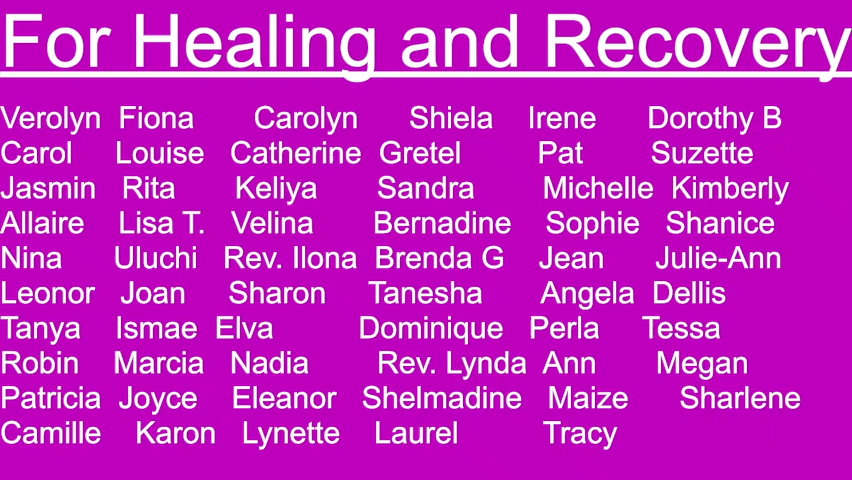 For Healing and Recovery
Verolyn Fiona Carolyn Shiela Irene Dorothy B
Carol Louise Catherine Gretel Pat Suzette
Jasmin Rita Keliya Sandra Michelle Kimberly
Allaire Lisa T. Velina Bernadine Sophie Shanice
Nina Uluchi Rev. Ilona Brenda G Jean Julie-Ann
Leonor Joan Sharon Tanesha Angela Dellis
Tanya Ismae Elva Dominique Perla Tessa
Robin Marcia Nadia Rev. Lynda Ann Megan
Patricia Joyce Eleanor Shelmadine Maize Sharlene
Camille Karon Lynette Laurel Tracy